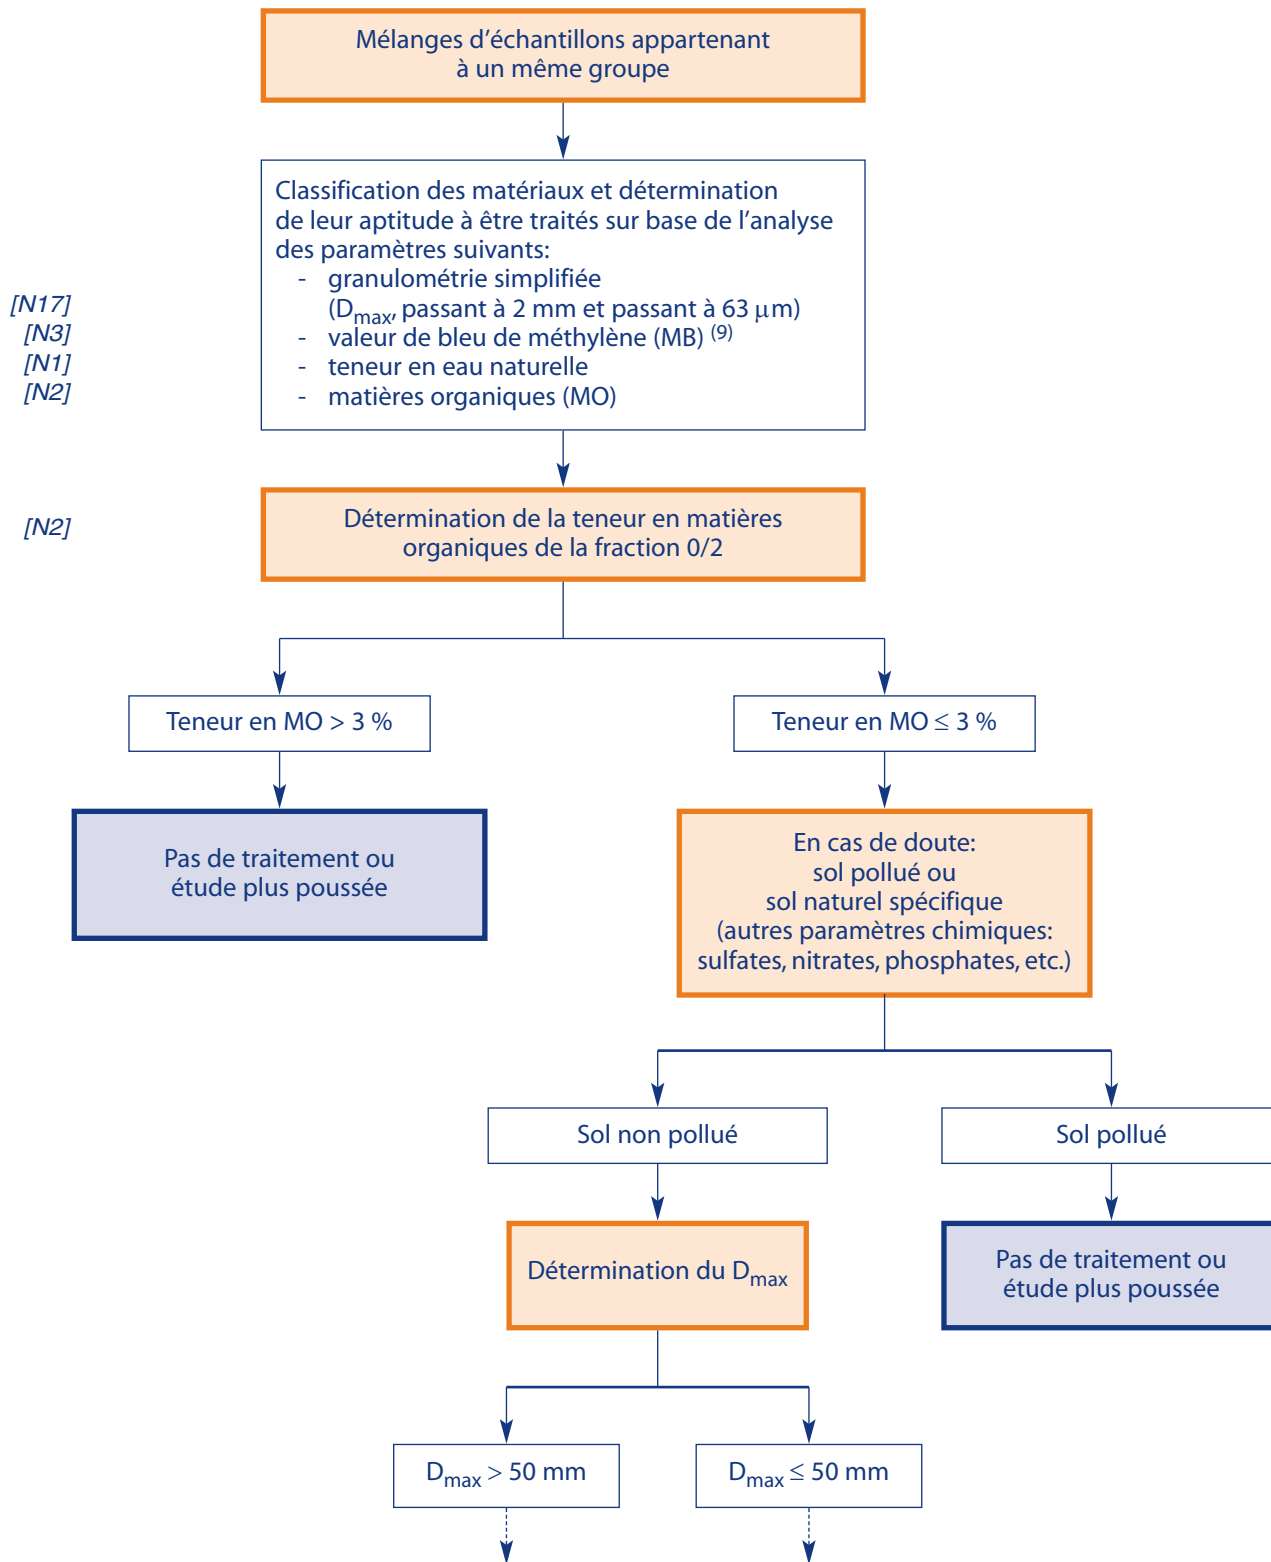 Mélanges d'échantillons appartenant
à un même groupe
Classification des matériaux et détermination
de leur aptitude à être traités sur base de l'analyse
des paramètres suivants:
- granulométrie simplifiée
[N17] (Dmax, passant à 2 mm et passant à 63 µm)
[N3] - valeur de bleu de méthylène (MB) (9)
[N1] - teneur en eau naturelle
[N2] - matières organiques (MO)
[N2]
Détermination de la teneur en matières
organiques de la fraction 0/2
Teneur en MO > 3 %
Teneur en MO ≤ 3 %
Pas de traitement ou
étude plus poussée
En cas de doute:
sol pollué ou
sol naturel spécifique
(autres paramètres chimiques:
sulfates, nitrates, phosphates, etc.)
Sol non pollué
Sol pollué
Détermination du Dmax
Pas de traitement ou
étude plus poussée
Dmax > 50 mm
Dmax ≤ 50 mm